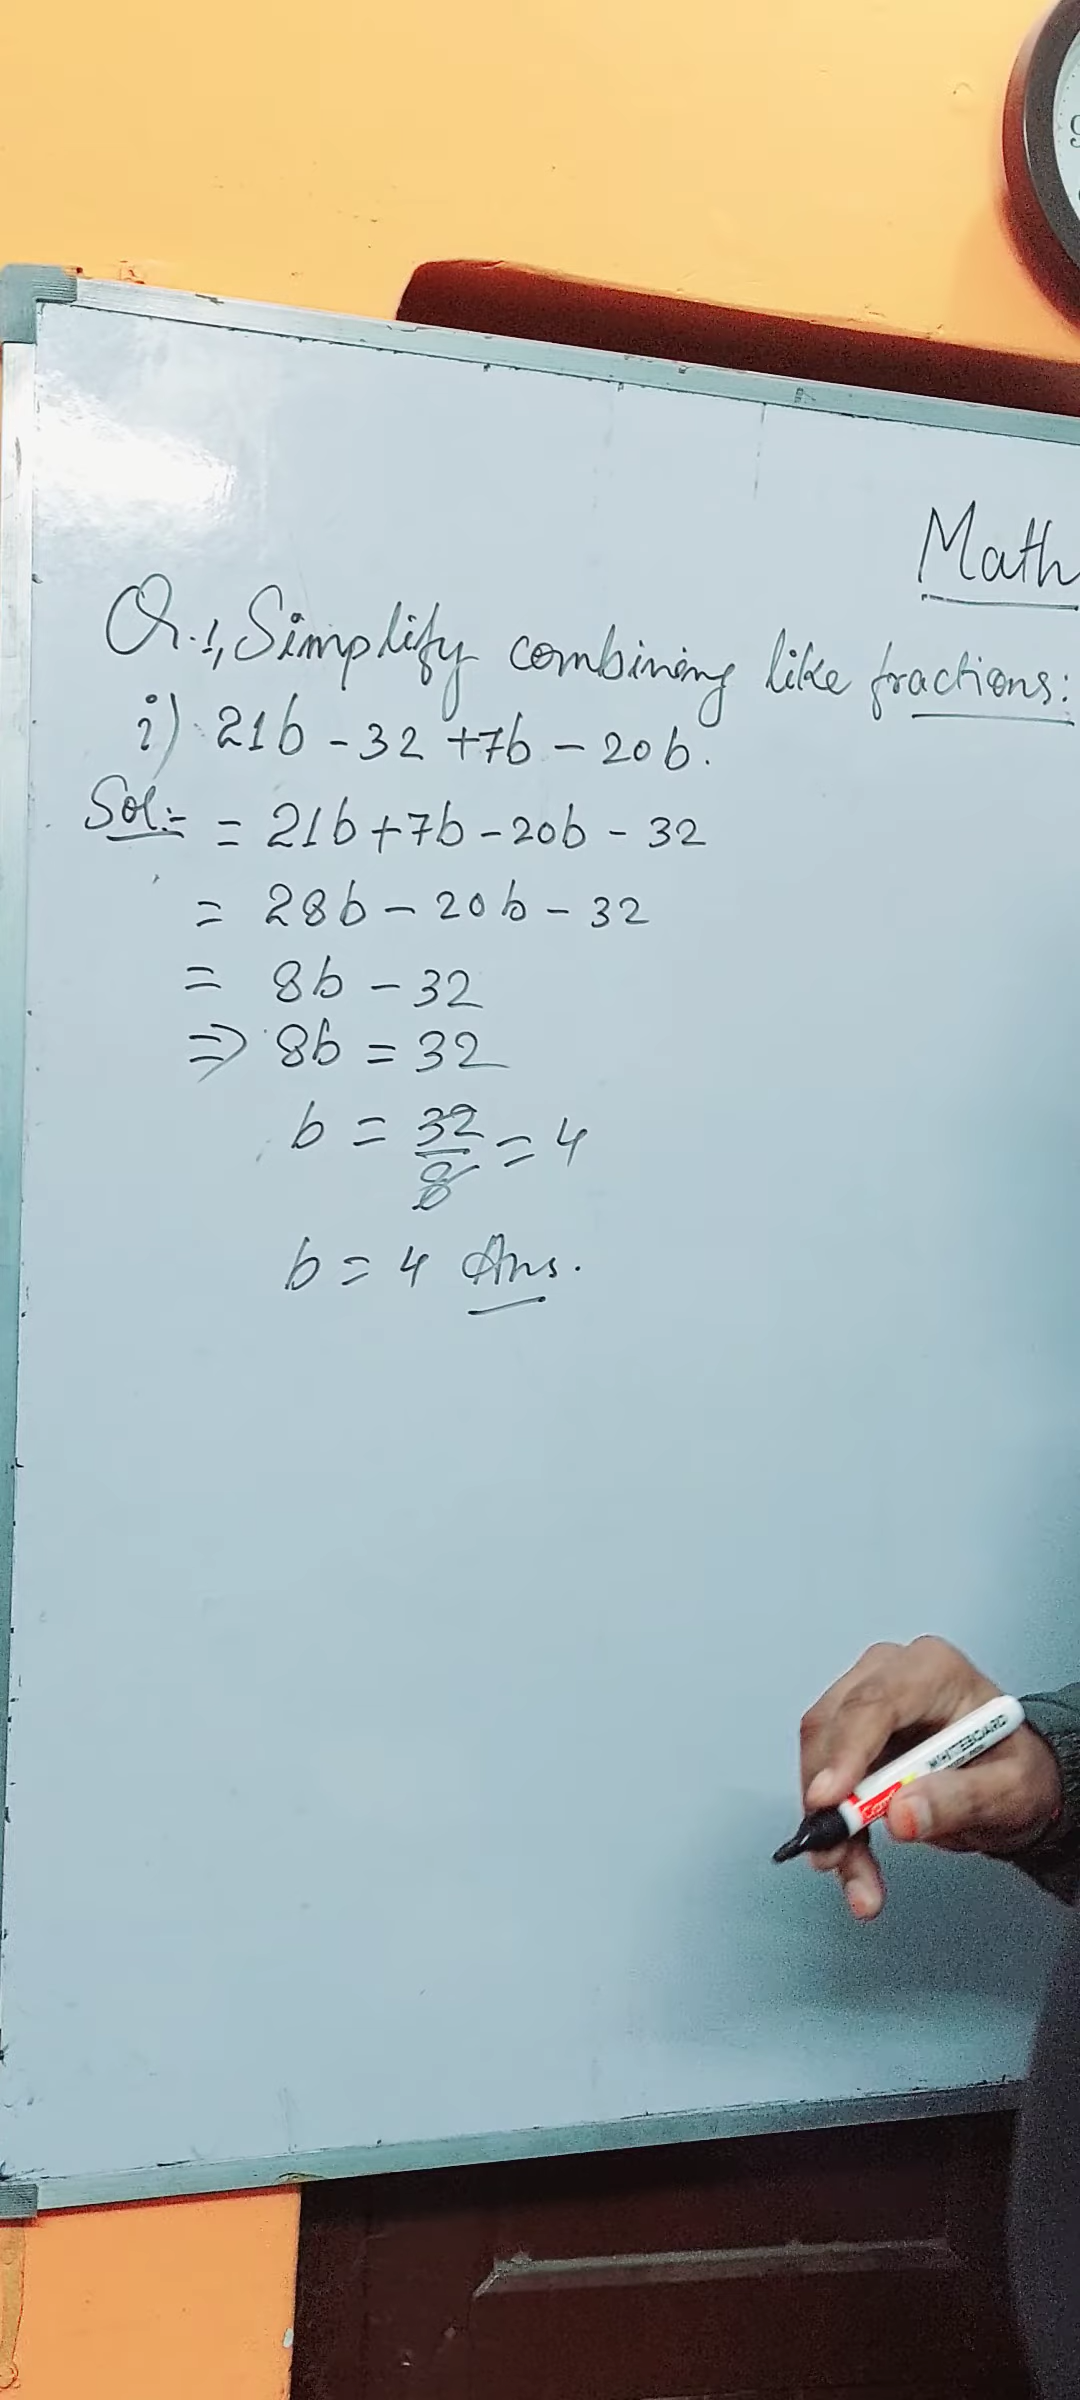 Math
Q.1, Simplify combining like fractions:
i) 21b - 32 + 7b - 20b.
Sol:- = 21b + 7b - 20b - 32
= 28b - 20b - 32
= 8b - 32
⇒ 8b = 32
b = 32/8 = 4
b = 4 Ans.
WHITEBOARD